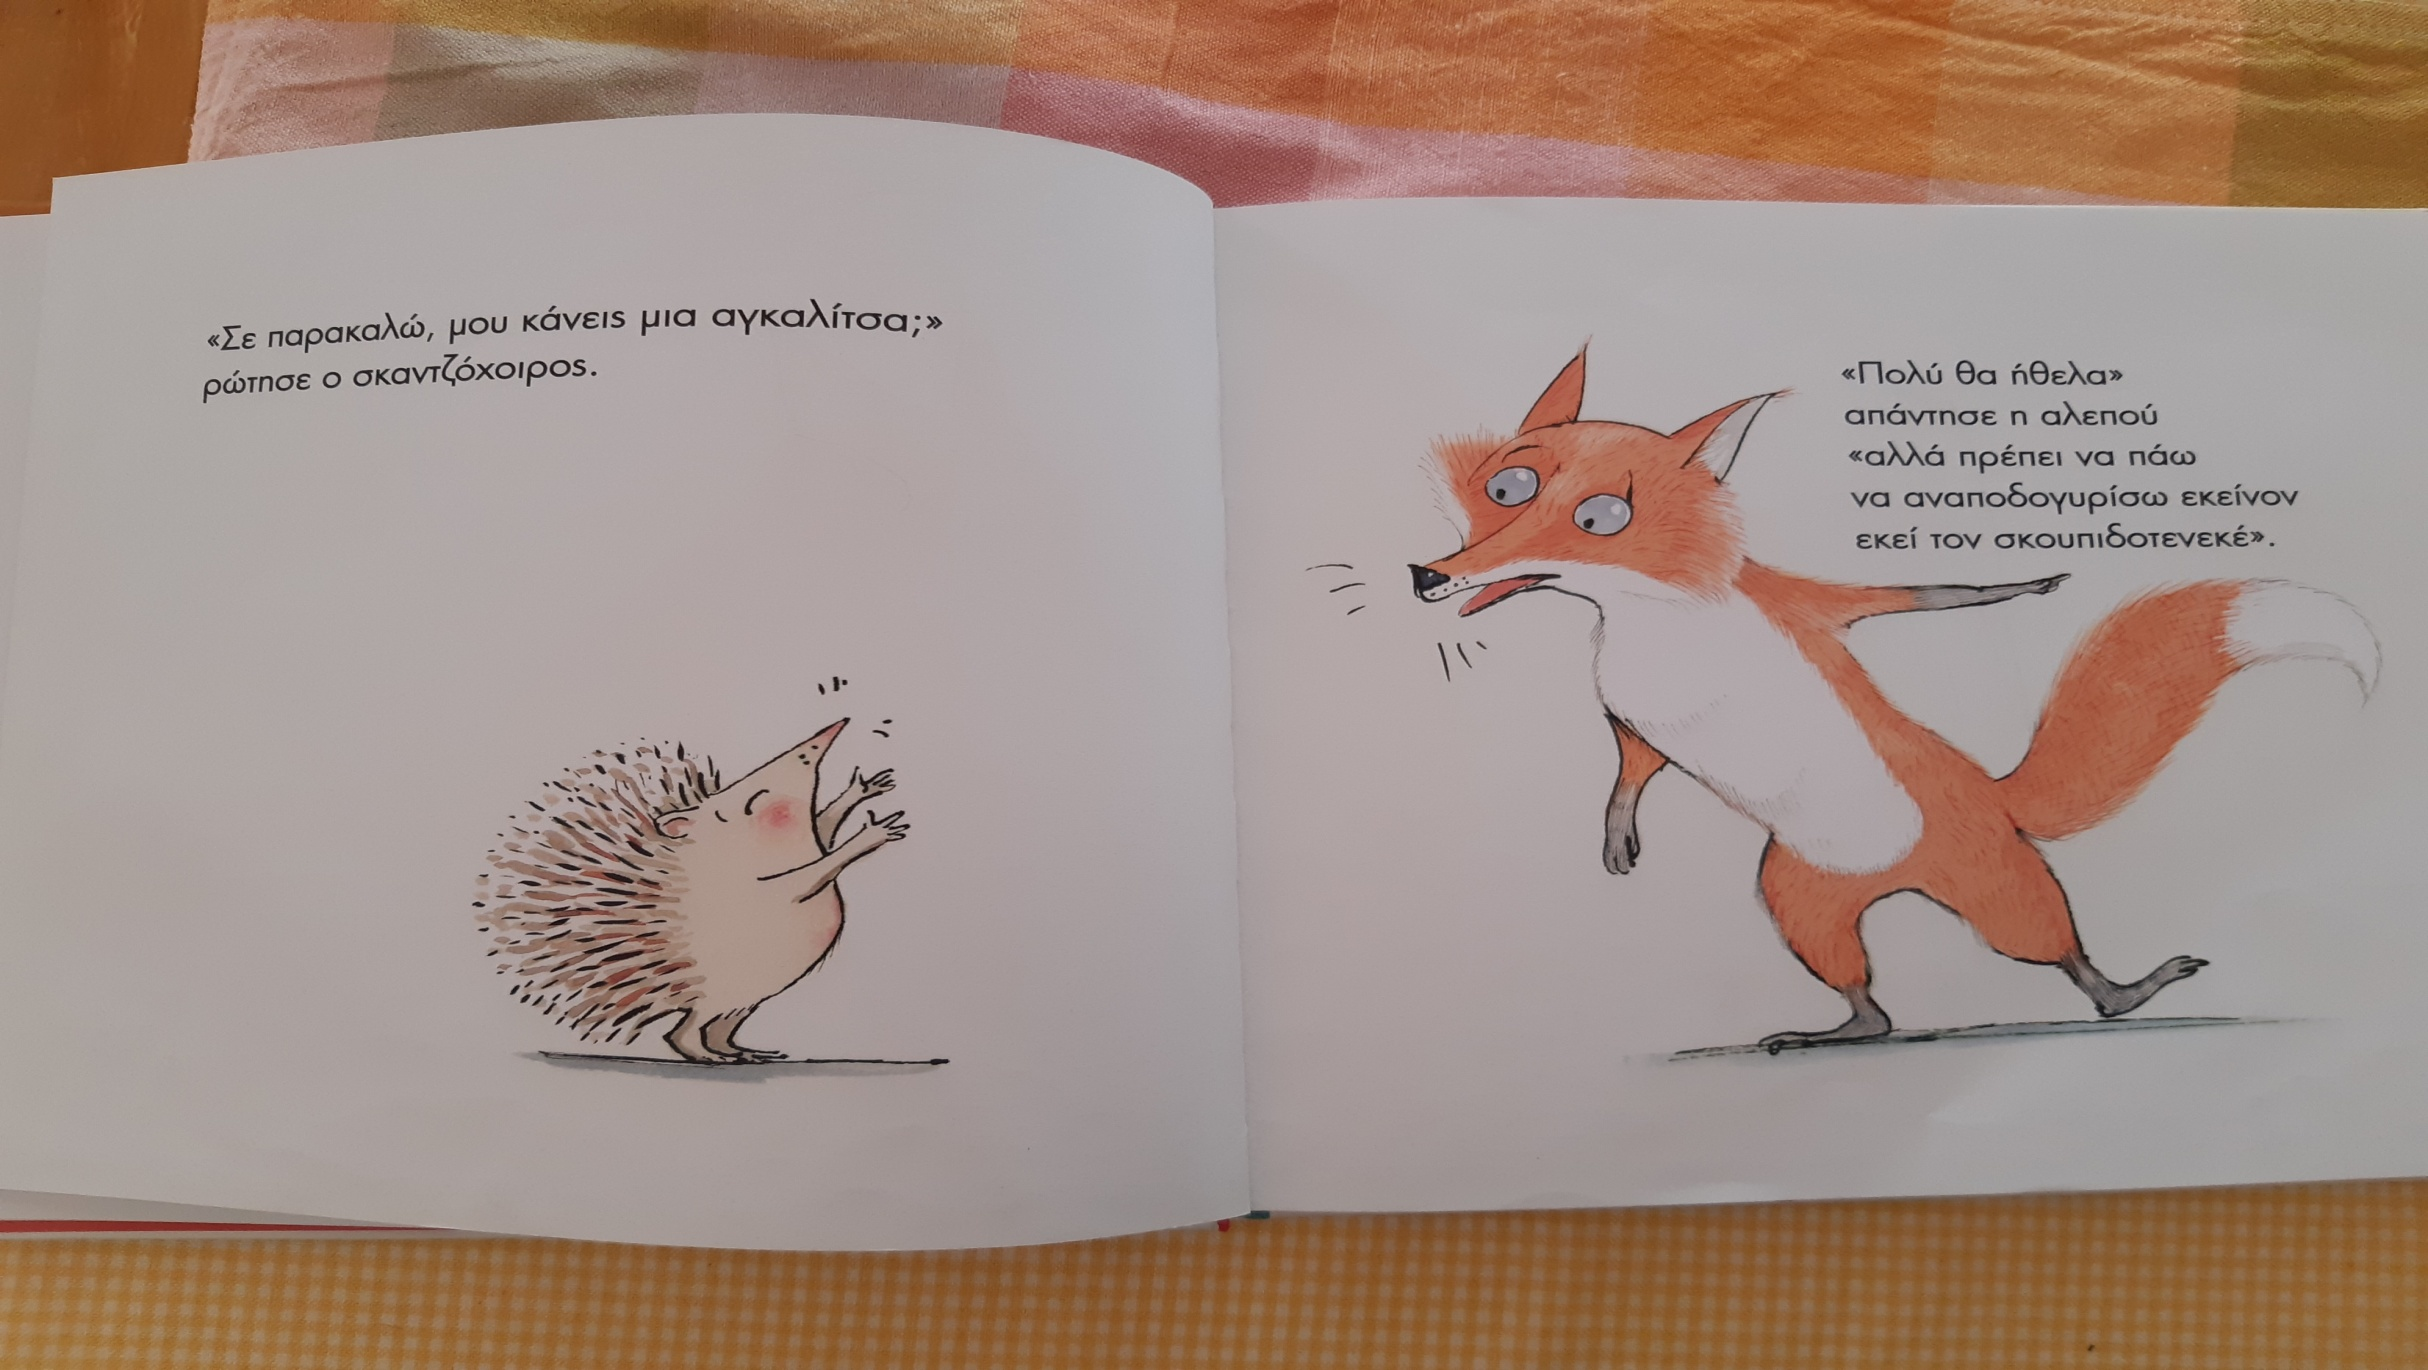 «Σε παρακαλώ, μου κάνεις μια αγκαλίτσα;»
ρώτησε ο σκαντζόχοιρος.
«Πολύ θα ήθελα»
απάντησε η αλεπού
«αλλά πρέπει να πάω
να αναποδογυρίσω εκείνον
εκεί τον σκουπιδοτενεκέ».